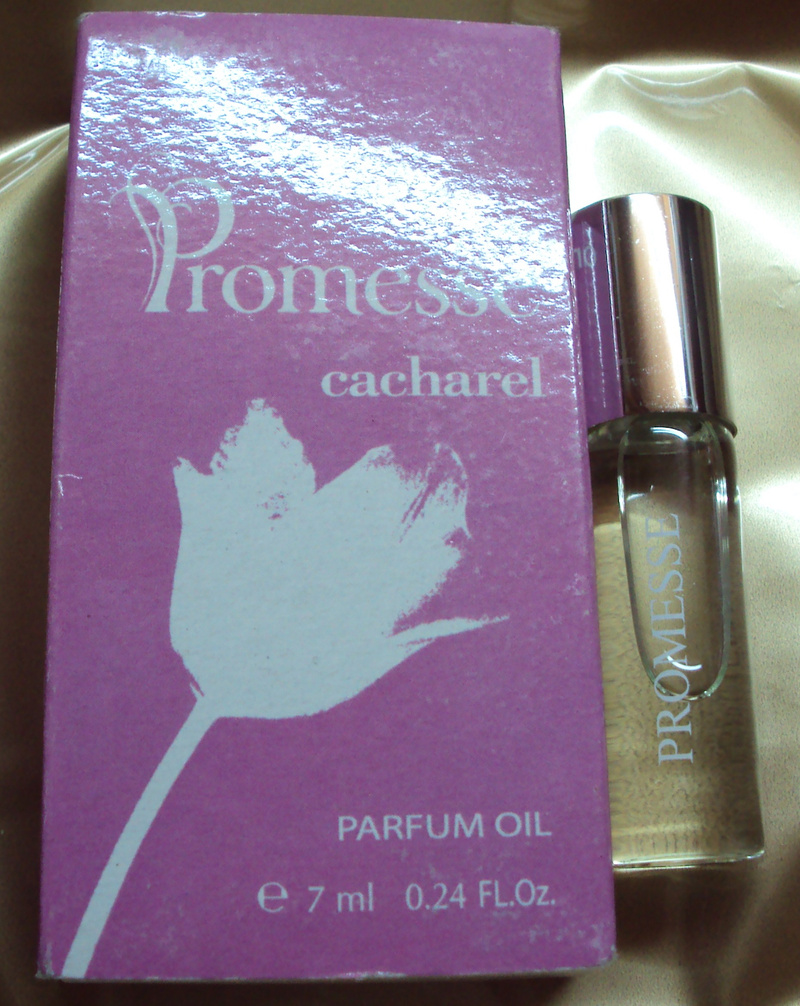 Promesse
cacharel
PARFUM OIL
℮ 7 ml 0.24 FL.Oz.
PROMESSE